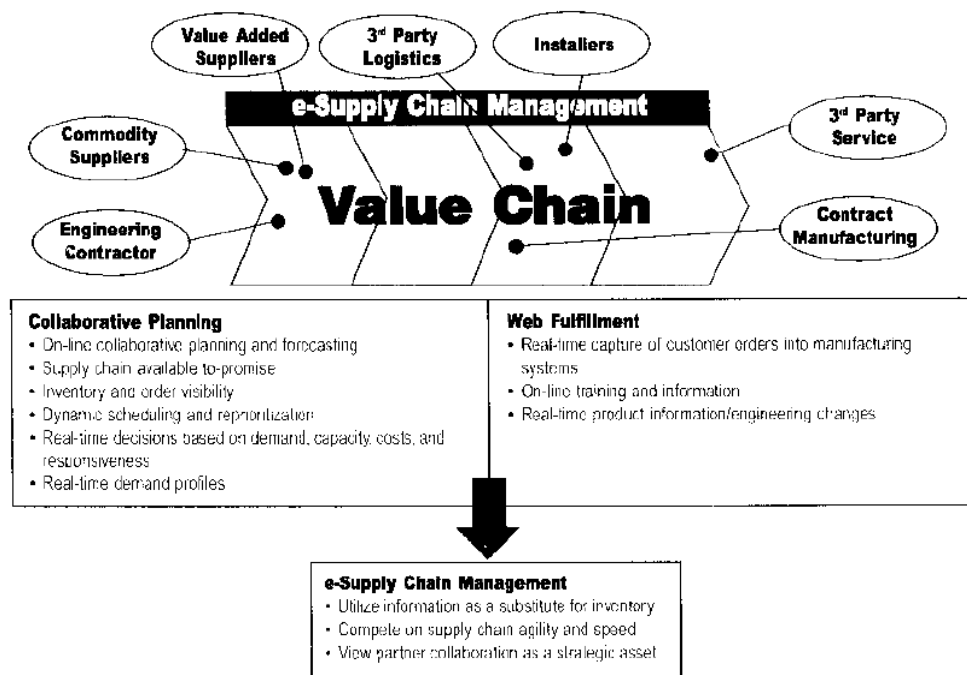 Value Added
Suppliers
3rd Party
Logistics
Installers
e-Supply Chain Management
Commodity
Suppliers
3rd Party
Service
Value Chain
Engineering
Contractor
Contract
Manufacturing
Collaborative Planning
• On-line collaborative planning and forecasting
• Supply chain available to-promise
• Inventory and order visibility
• Dynamic scheduling and reprioritization
• Real-time decisions based on demand, capacity, costs, and
responsiveness
• Real-time demand profiles
Web Fulfillment
• Real-time capture of customer orders into manufacturing
systems
• On-line training and information
• Real-time product information/engineering changes
e-Supply Chain Management
• Utilize information as a substitute for inventory
• Compete on supply chain agility and speed
• View partner collaboration as a strategic asset